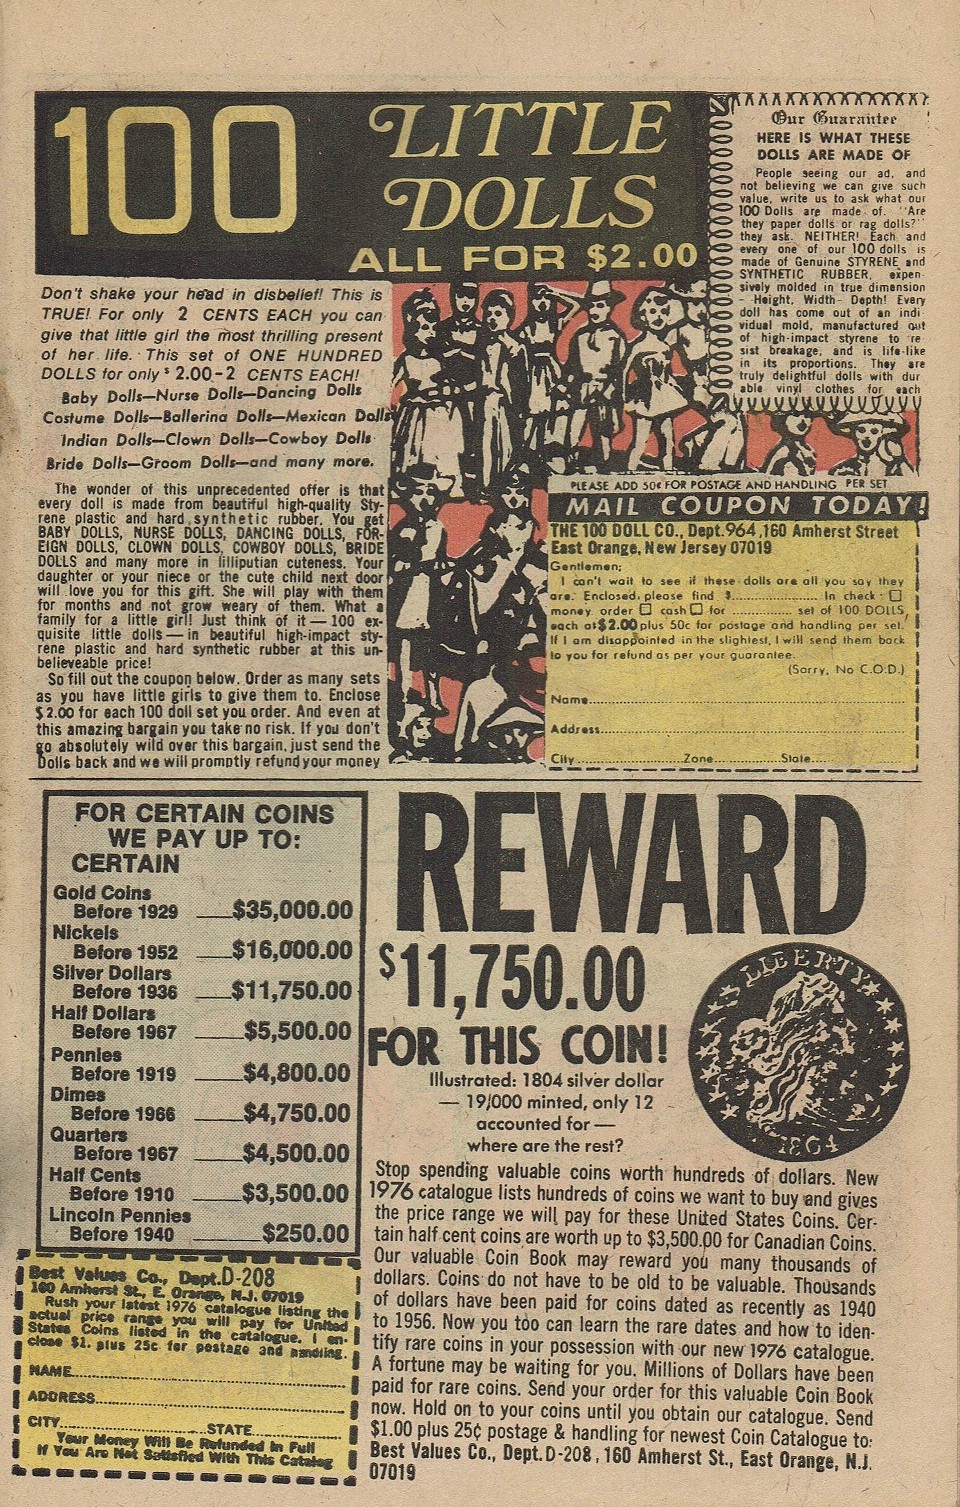 100 LITTLE
DOLLS
ALL FOR $2.00
Don't shake your head in disbelief! This is
TRUE! For only 2 CENTS EACH you can
give that little girl the most thrilling present
of her life. This set of ONE HUNDRED
DOLLS for only $2.00-2 CENTS EACH!
Baby Dolls—Nurse Dolls—Dancing Dolls
Costume Dolls—Ballerina Dolls—Mexican Dolls
Indian Dolls—Clown Dolls—Cowboy Dolls
Bride Dolls—Groom Dolls—and many more.
The wonder of this unprecedented offer is that
every doll is made from beautiful high-quality Sty-
rene plastic and hard synthetic rubber. You get
BABY DOLLS, NURSE DOLLS, DANCING DOLLS, FOR-
EIGN DOLLS, CLOWN DOLLS, COWBOY DOLLS, BRIDE
DOLLS and many more in lilliputian cuteness. Your
daughter or your niece or the cute child next door
will love you for this gift. She will play with them
for months and not grow weary of them. What a
family for a little girl! Just think of it — 100 ex-
quisite little dolls — in beautiful high-impact sty-
rene plastic and hard synthetic rubber at this un-
believeable price!
So fill out the coupon below. Order as many sets
as you have little girls to give them to. Enclose
$2.00 for each 100 doll set you order. And even at
this amazing bargain you take no risk. If you don't
go absolutely wild over this bargain, just send the
Dolls back and we will promptly refund your money
Our Guarantee
HERE IS WHAT THESE
DOLLS ARE MADE OF
People seeing our ad, and
not believing we can give such
value, write us to ask what our
100 Dolls are made of. "Are
they paper dolls or rag dolls?"
they ask. NEITHER! Each and
every one of our 100 dolls is
made of Genuine STYRENE and
SYNTHETIC RUBBER, expen-
sively molded in true dimension
- Height, Width- Depth! Every
doll has come out of an indi
vidual mold, manufactured out
of high-impact styrene to re
sist breakage, and is life-like
in its proportions. They are
truly delightful dolls with dur
able vinyl clothes for each
PLEASE ADD 50¢ FOR POSTAGE AND HANDLING PER SET
MAIL COUPON TODAY!
THE 100 DOLL CO., Dept.964,160 Amherst Street
East Orange, New Jersey 07019
Gentlemen;
I can't wait to see if these dolls are all you say they
are. Enclosed, please find $.................... In check □
money order □ cash □ for .............. set of 100 DOLLS,
each at $2.00 plus 50c for postage and handling per set.
If I am disappointed in the slightest, I will send them back
to you for refund as per your guarantee.
(Sorry, No C.O.D.)
Name....................
Address....................
City....................Zone..............State..............
FOR CERTAIN COINS
WE PAY UP TO:
CERTAIN
Gold Coins
Before 1929 ____$35,000.00
Nickels
Before 1952 ____$16,000.00
Silver Dollars
Before 1936 ____$11,750.00
Half Dollars
Before 1967 ____$5,500.00
Pennies
Before 1919 ____$4,800.00
Dimes
Before 1966 ____$4,750.00
Quarters
Before 1967 ____$4,500.00
Half Cents
Before 1910 ____$3,500.00
Lincoln Pennies
Before 1940 ____$250.00
Best Values Co., Dept.D-208
160 Amherst St., E. Orange, N.J. 07019
Rush your latest 1976 catalogue listing the
actual price range you will pay for United
States Coins listed in the catalogue. I en-
close $1. plus 25c for postage and handling.
NAME....................
ADDRESS....................
CITY....................STATE....................
Your Money Will Be Refunded In Full
If You Are Not Satisfied With This Catalog
REWARD
$11,750.00
FOR THIS COIN!
Illustrated: 1804 silver dollar
— 19,000 minted, only 12
accounted for —
where are the rest?
LIBERTY
1804
Stop spending valuable coins worth hundreds of dollars. New
1976 catalogue lists hundreds of coins we want to buy and gives
the price range we will pay for these United States Coins. Cer-
tain half cent coins are worth up to $3,500.00 for Canadian Coins.
Our valuable Coin Book may reward you many thousands of
dollars. Coins do not have to be old to be valuable. Thousands
of dollars have been paid for coins dated as recently as 1940
to 1956. Now you too can learn the rare dates and how to iden-
tify rare coins in your possession with our new 1976 catalogue.
A fortune may be waiting for you. Millions of Dollars have been
paid for rare coins. Send your order for this valuable Coin Book
now. Hold on to your coins until you obtain our catalogue. Send
$1.00 plus 25¢ postage & handling for newest Coin Catalogue to:
Best Values Co., Dept. D-208, 160 Amherst St., East Orange, N.J.
07019